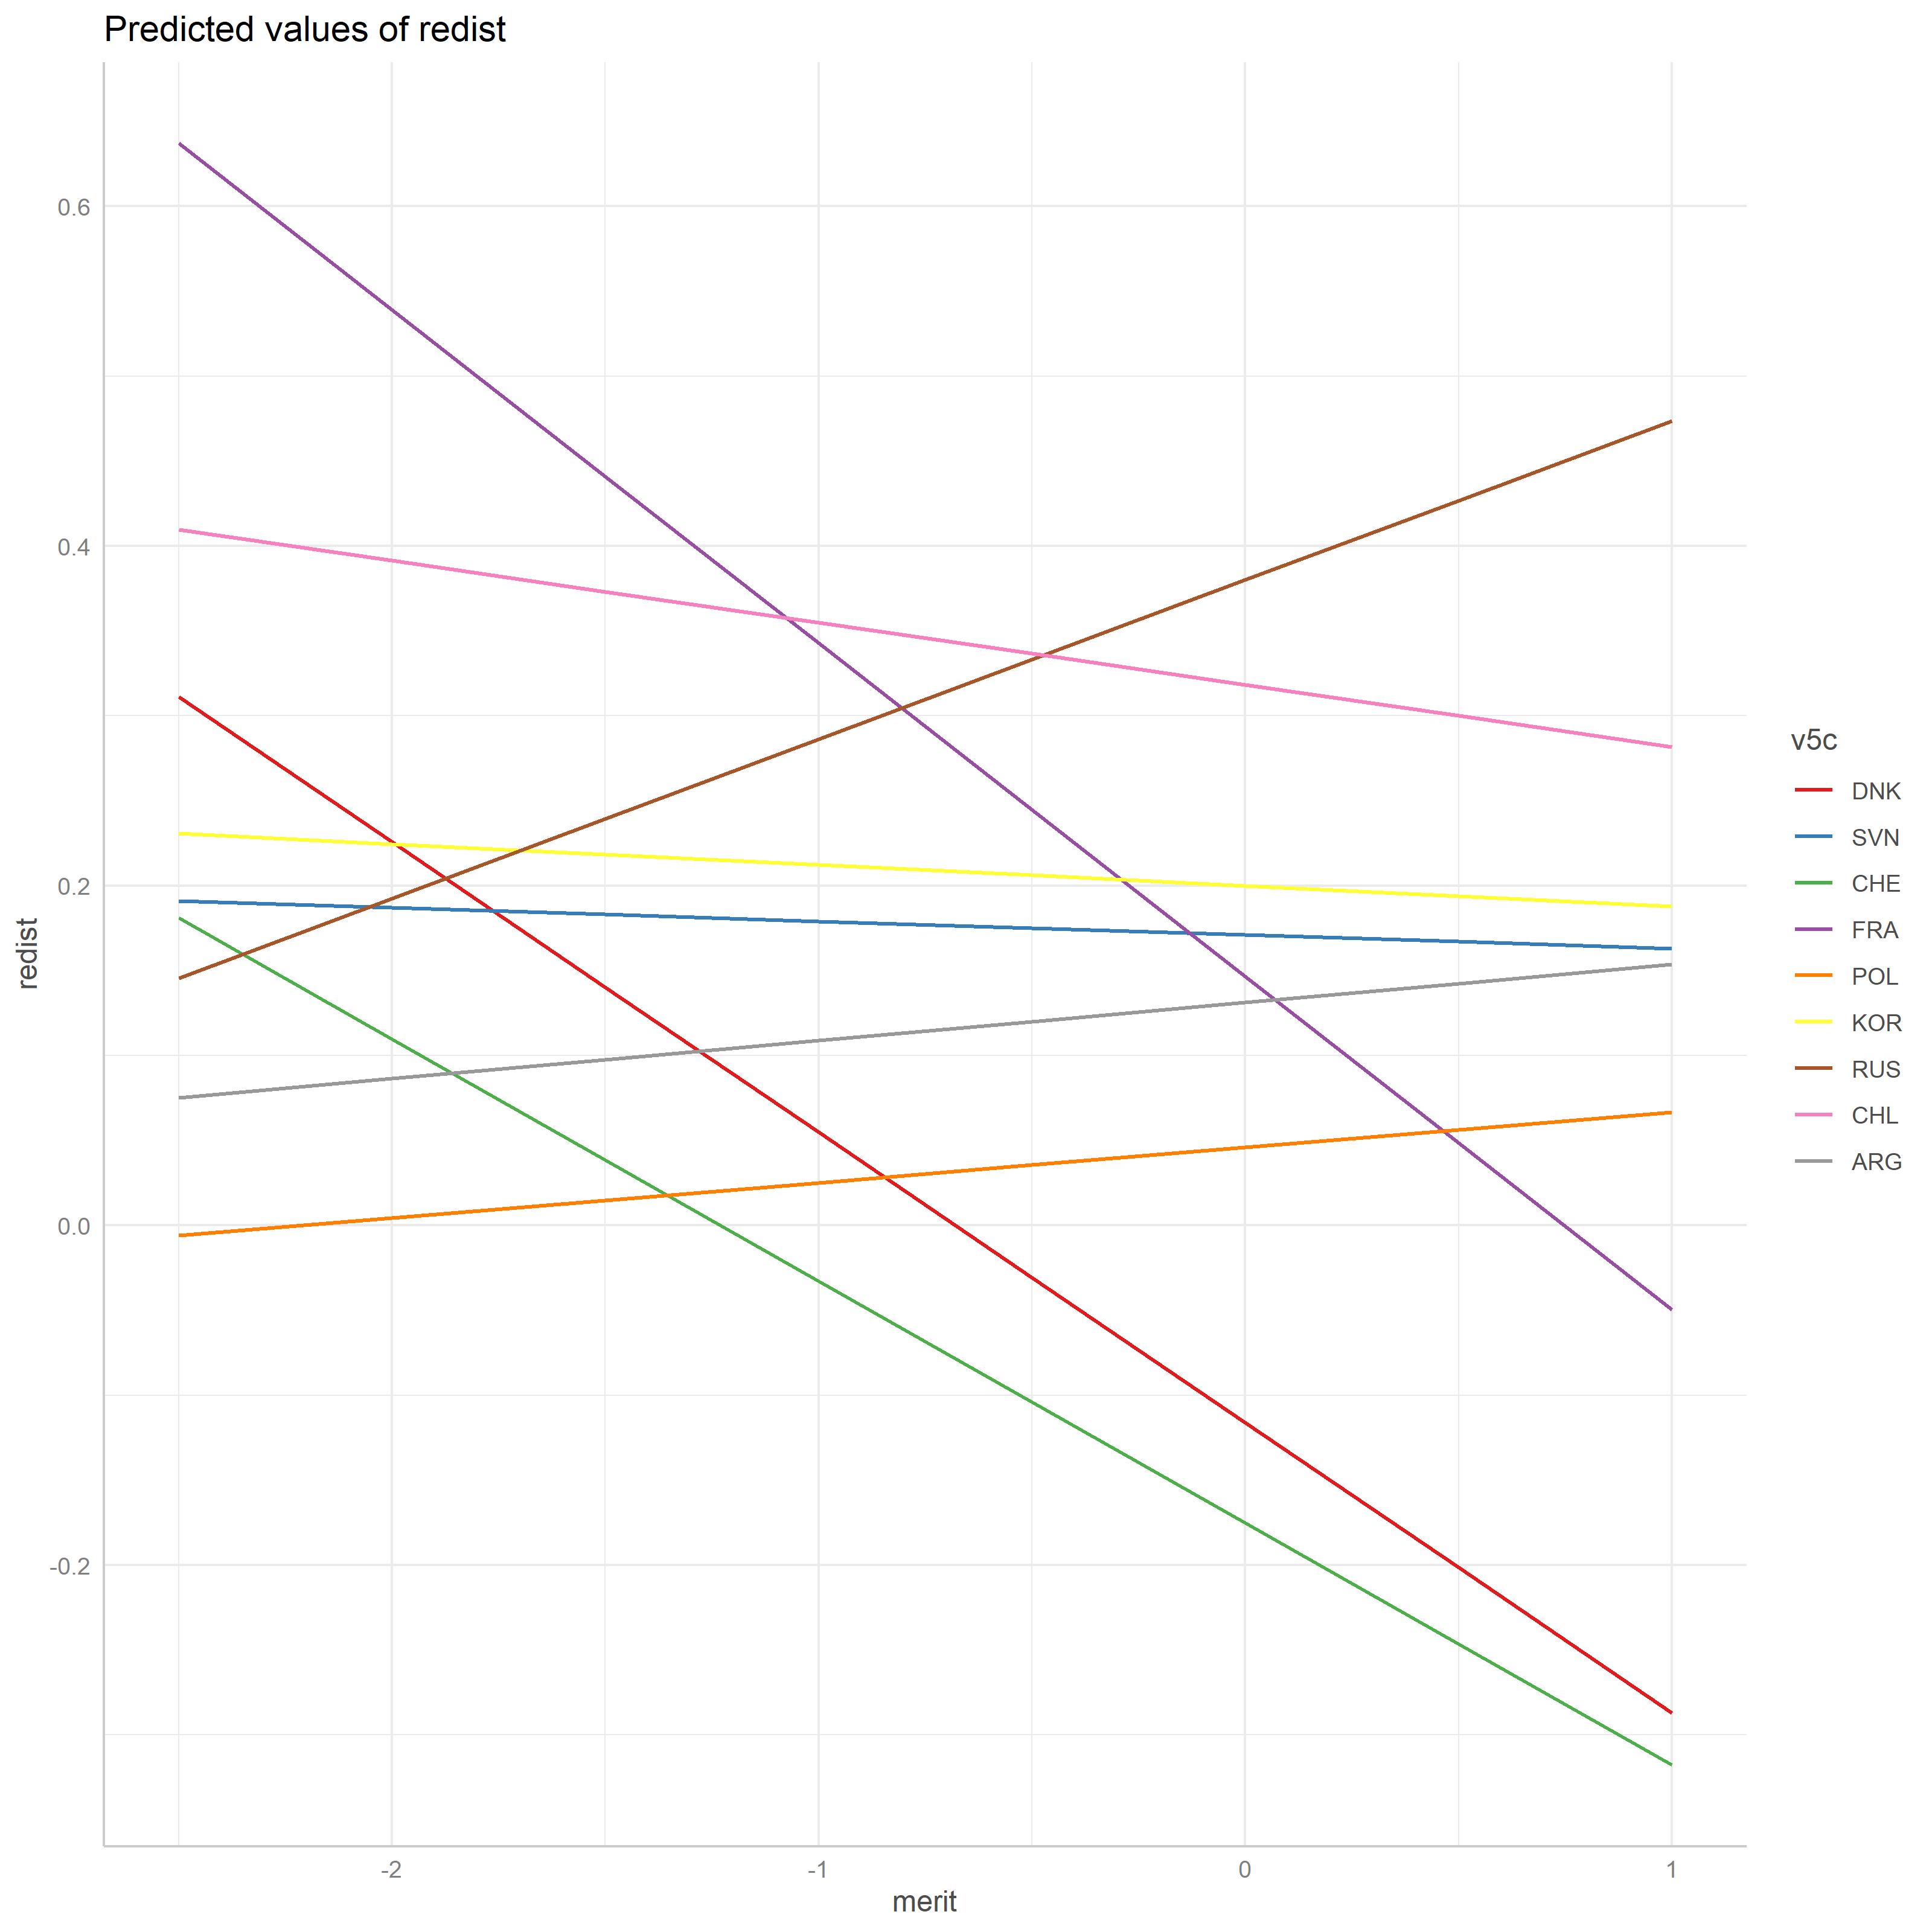 Predicted values of redist
0.6
0.4
0.2
0.0
-0.2
redist
-2
-1
0
1
merit
v5c
DNK
SVN
CHE
FRA
POL
KOR
RUS
CHL
ARG